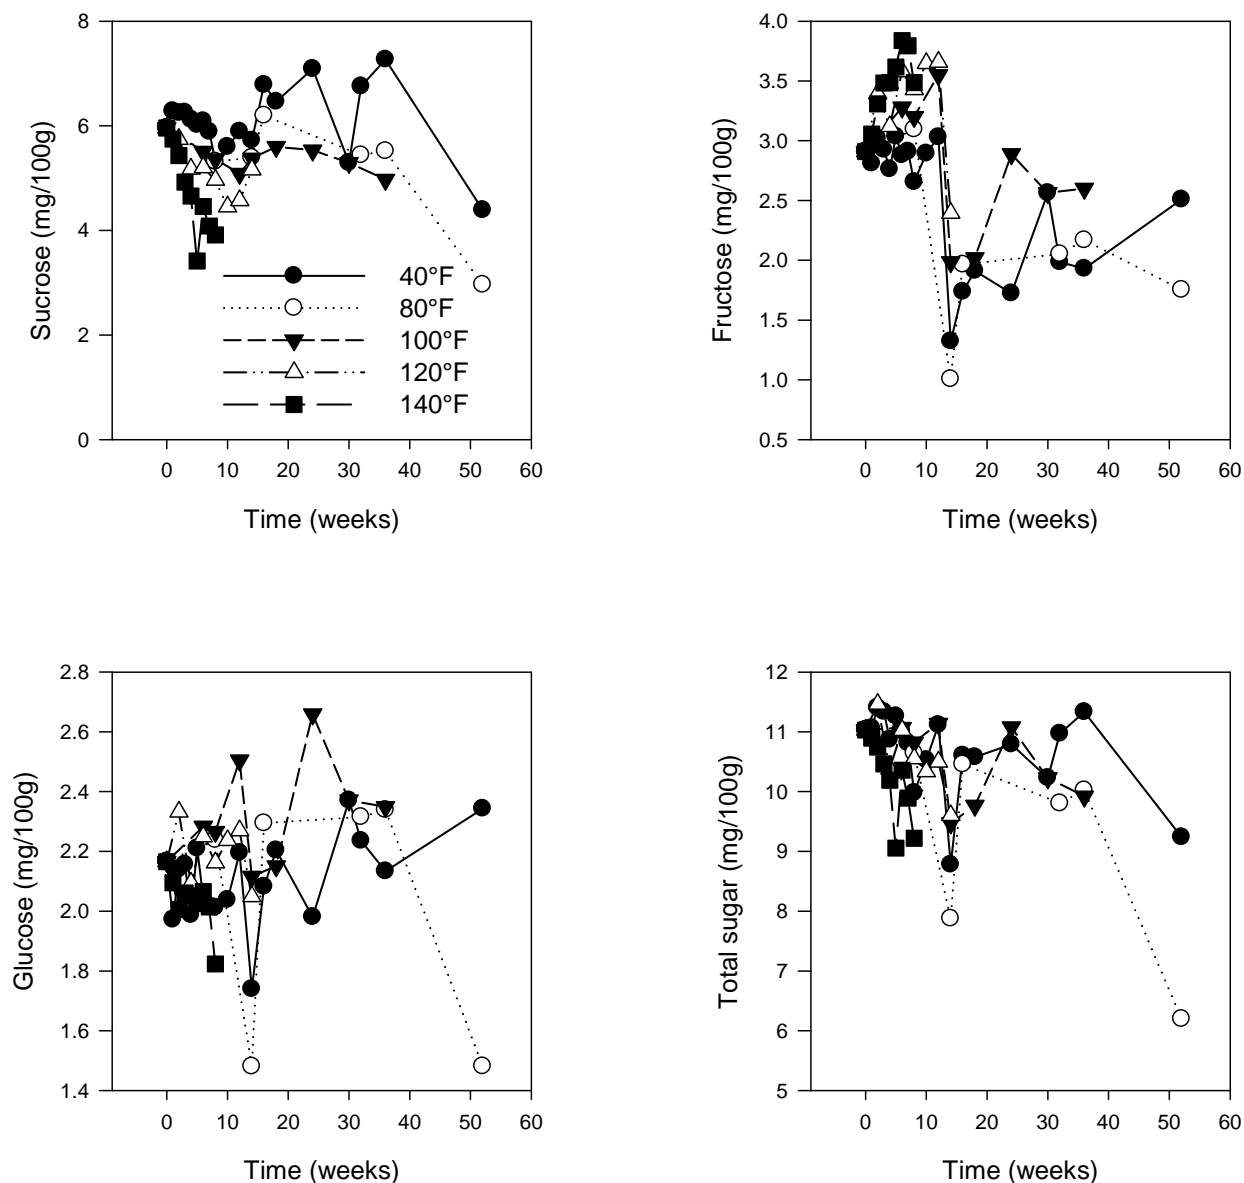 Sucrose (mg/100g)
8
6
4
2
0
40°F
80°F
100°F
120°F
140°F
0 10 20 30 40 50 60
Time (weeks)
Fructose (mg/100g)
4.0
3.5
3.0
2.5
2.0
1.5
1.0
0.5
0 10 20 30 40 50 60
Time (weeks)
Glucose (mg/100g)
2.8
2.6
2.4
2.2
2.0
1.8
1.6
1.4
0 10 20 30 40 50 60
Time (weeks)
Total sugar (mg/100g)
12
11
10
9
8
7
6
5
0 10 20 30 40 50 60
Time (weeks)